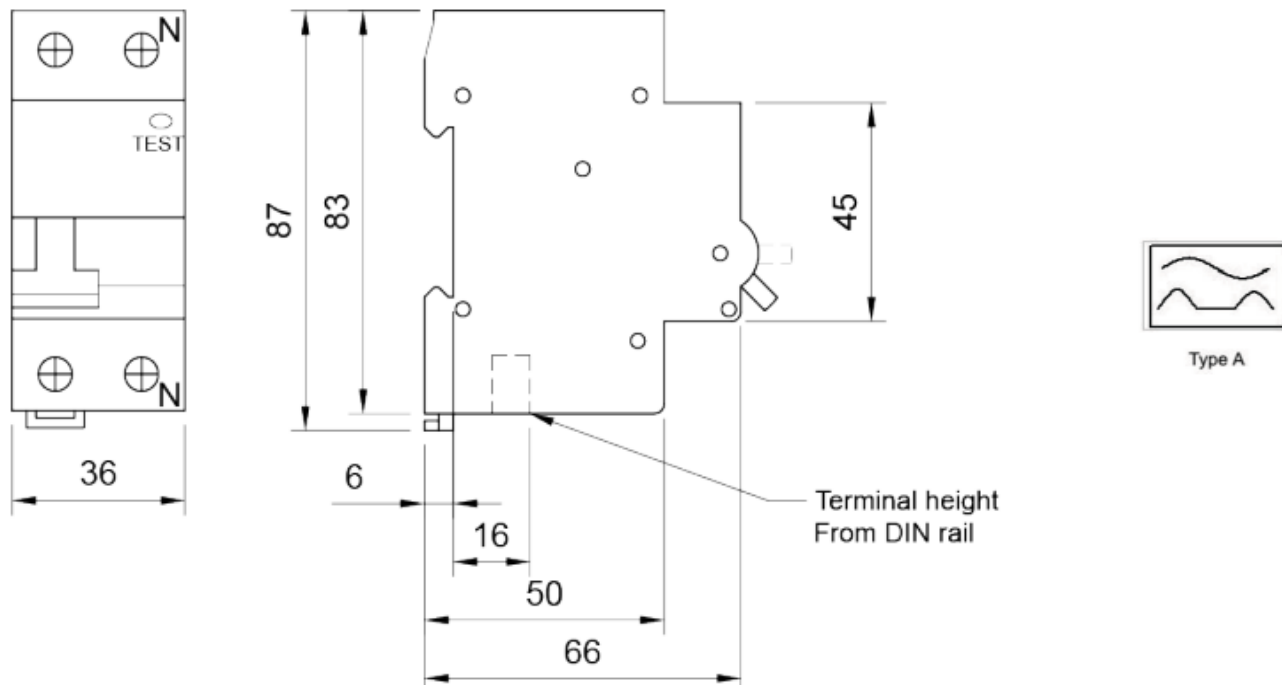 N
TEST
N
36
87
83
45
6
16
50
66
Terminal height
From DIN rail
Type A